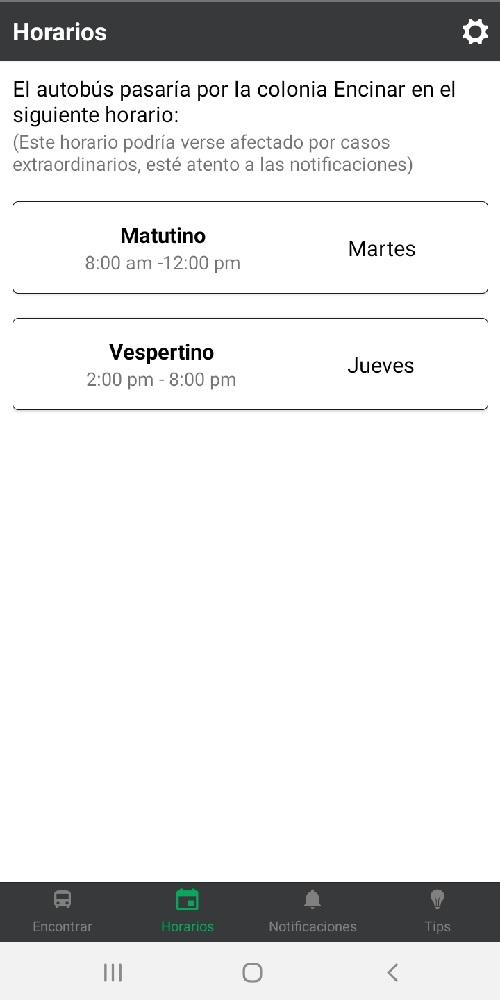 Horarios
El autobús pasaría por la colonia Encinar en el
siguiente horario:
(Este horario podría verse afectado por casos
extraordinarios, esté atento a las notificaciones)
Matutino
8:00 am -12:00 pm
Martes
Vespertino
2:00 pm - 8:00 pm
Jueves
Encontrar
Horarios
Notificaciones
Tips